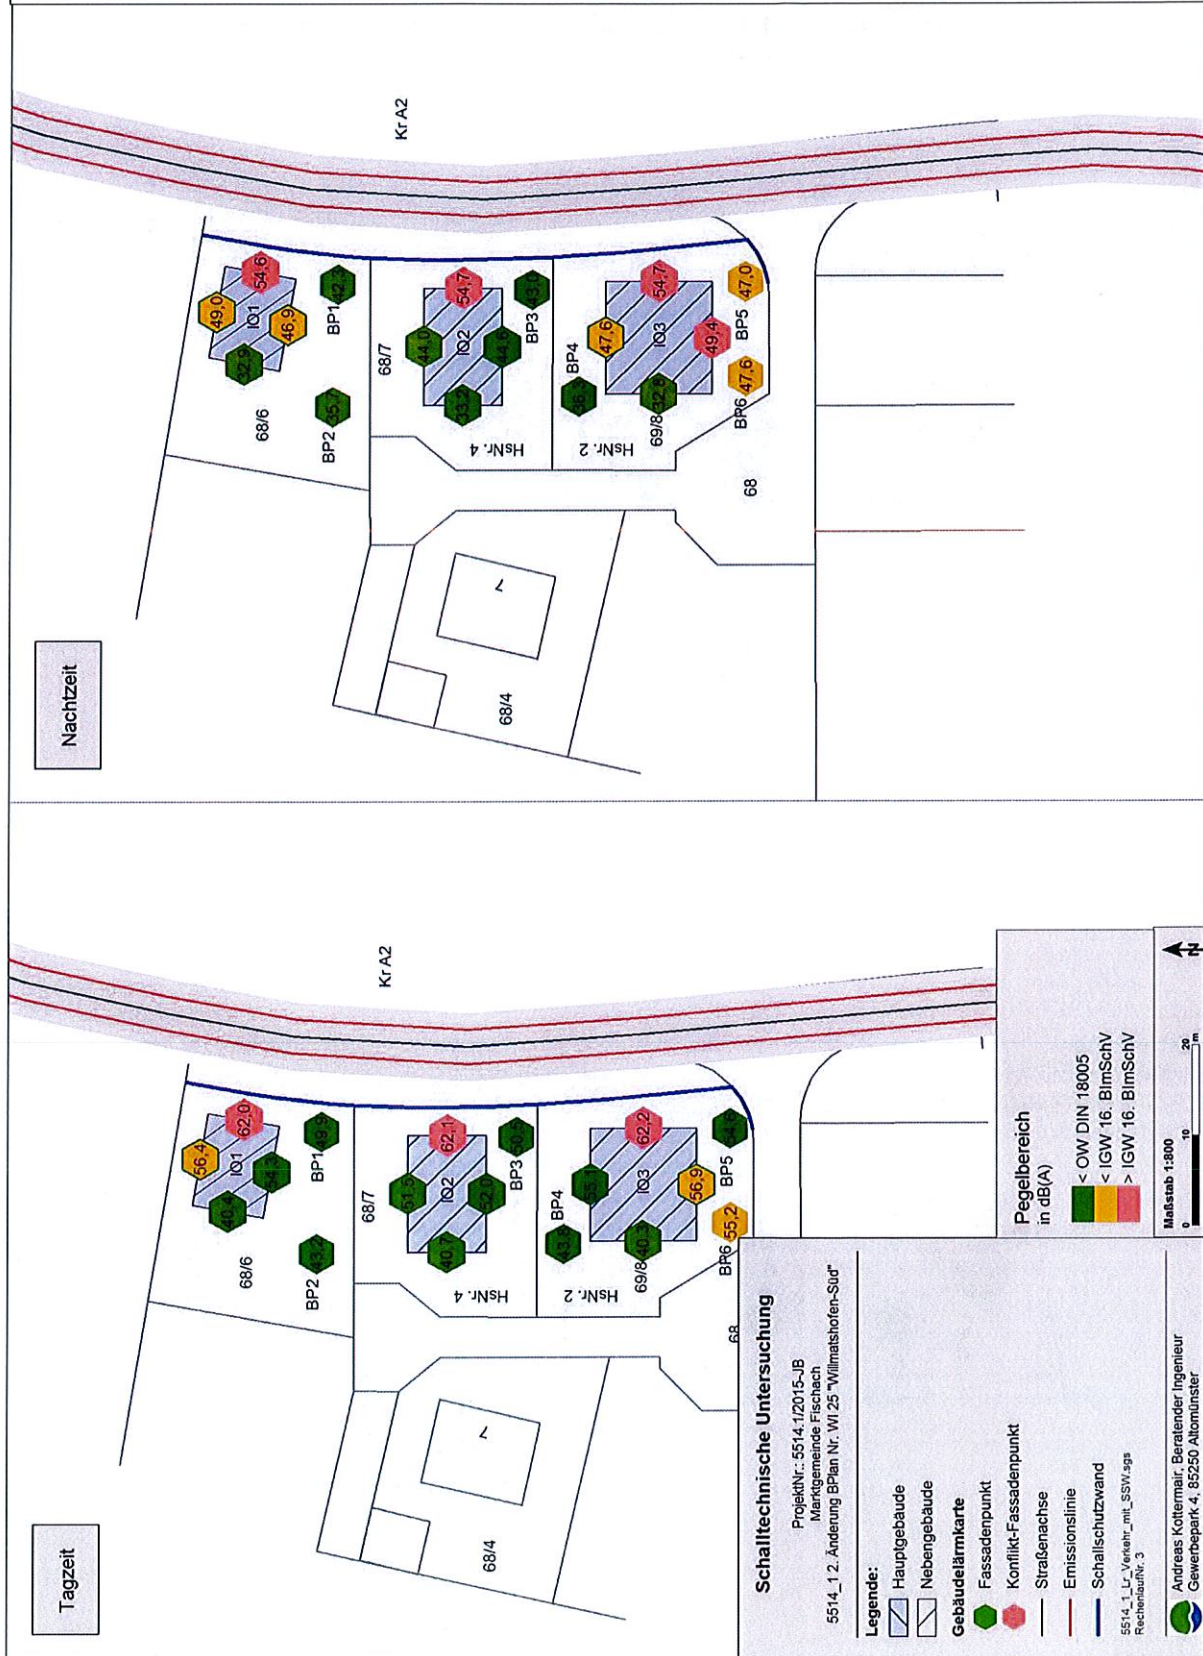 Nachtzeit
Kr A2
49,0
54,6
IO1
46,9
32,9
BP1
42,3
BP2
35,7
68/6
68/7
44,0
54,7
IO2
44,6
33,2
BP3
43,0
HsNr. 4
BP4
36,3
47,6
54,7
IO3
49,4
32,8
69/8
HsNr. 2
BP5
47,0
BP6
47,6
68
7
68/4
Tagzeit
Kr A2
56,4
62,0
IO1
54,3
40,4
BP1
49,9
BP2
43,2
68/6
68/7
51,5
62,1
IO2
52,0
40,7
BP3
50,5
HsNr. 4
BP4
43,8
55,1
62,2
IO3
56,9
40,3
69/8
HsNr. 2
BP5
54,6
BP6
55,2
68
7
68/4
Schalltechnische Untersuchung
ProjektNr.: 5514.1/2015-JB
Marktgemeinde Fischach
5514_1 2. Änderung BPlan Nr. WI 25 "Willmatshofen-Süd"
Legende:
Hauptgebäude
Nebengebäude
Gebäudelärmkarte
Fassadenpunkt
Konflikt-Fassadenpunkt
Straßenachse
Emissionslinie
Schallschutzwand
5514_1_Lr_Verkehr_mit_SSW.sgs
RechenlaufNr. 3
Andreas Kottermair, Beratender Ingenieur
Gewerbepark 4, 85250 Altomünster
Pegelbereich
in dB(A)
< OW DIN 18005
< IGW 16. BImSchV
> IGW 16. BImSchV
Maßstab 1:800
0 10 20
m
N